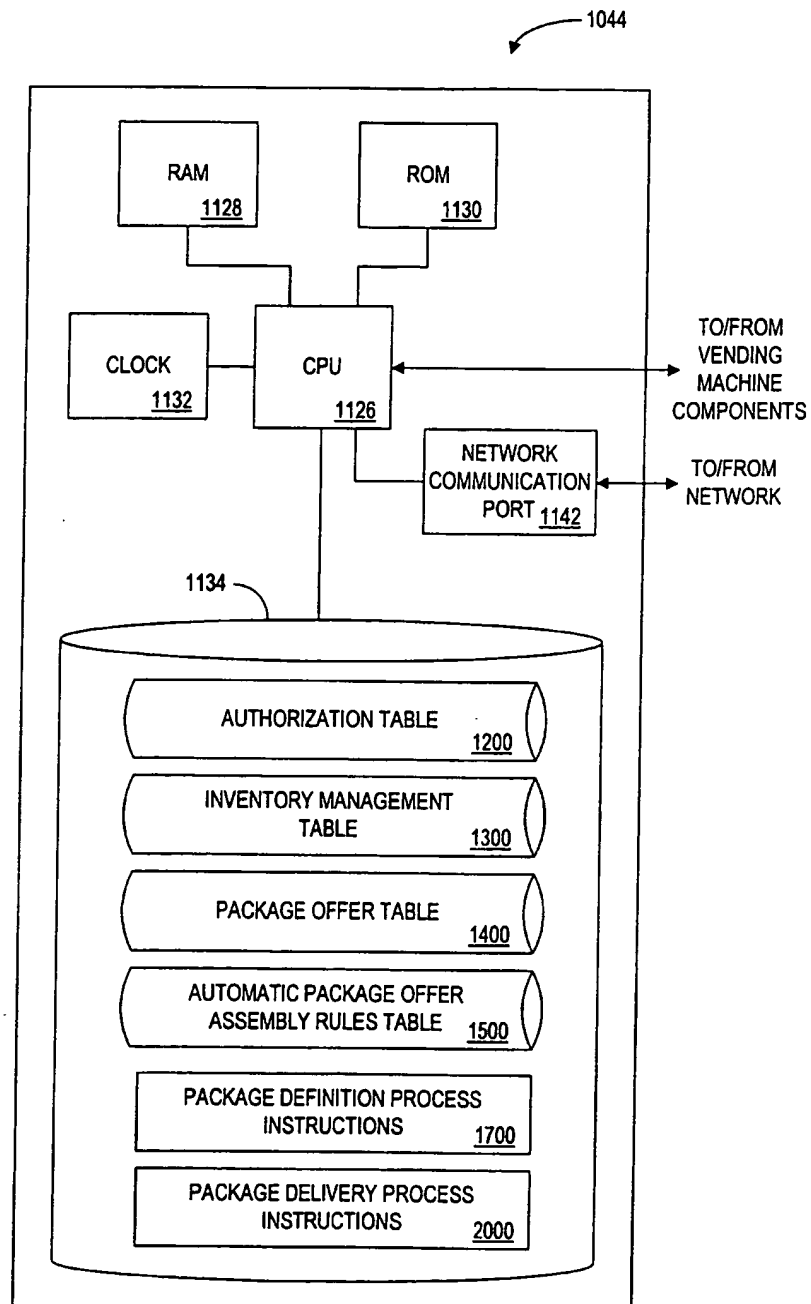 1044
RAM
1128
ROM
1130
CLOCK
1132
CPU
1126
TO/FROM
VENDING
MACHINE
COMPONENTS
NETWORK
COMMUNICATION
PORT 1142
TO/FROM
NETWORK
1134
AUTHORIZATION TABLE
1200
INVENTORY MANAGEMENT
TABLE
1300
PACKAGE OFFER TABLE
1400
AUTOMATIC PACKAGE OFFER
ASSEMBLY RULES TABLE
1500
PACKAGE DEFINITION PROCESS
INSTRUCTIONS
1700
PACKAGE DELIVERY PROCESS
INSTRUCTIONS
2000